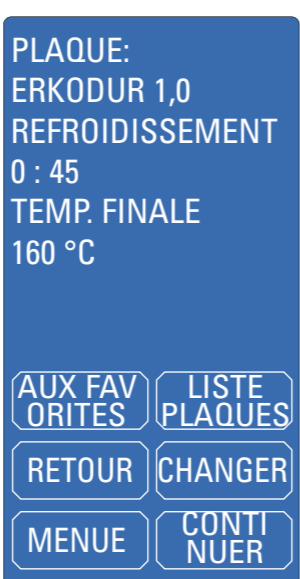 PLAQUE:
ERKODUR 1,0
REFROIDISSEMENT
0 : 45
TEMP. FINALE
160 °C
AUX FAV
ORITES
LISTE
PLAQUES
RETOUR
CHANGER
MENUE
CONTI
NUER